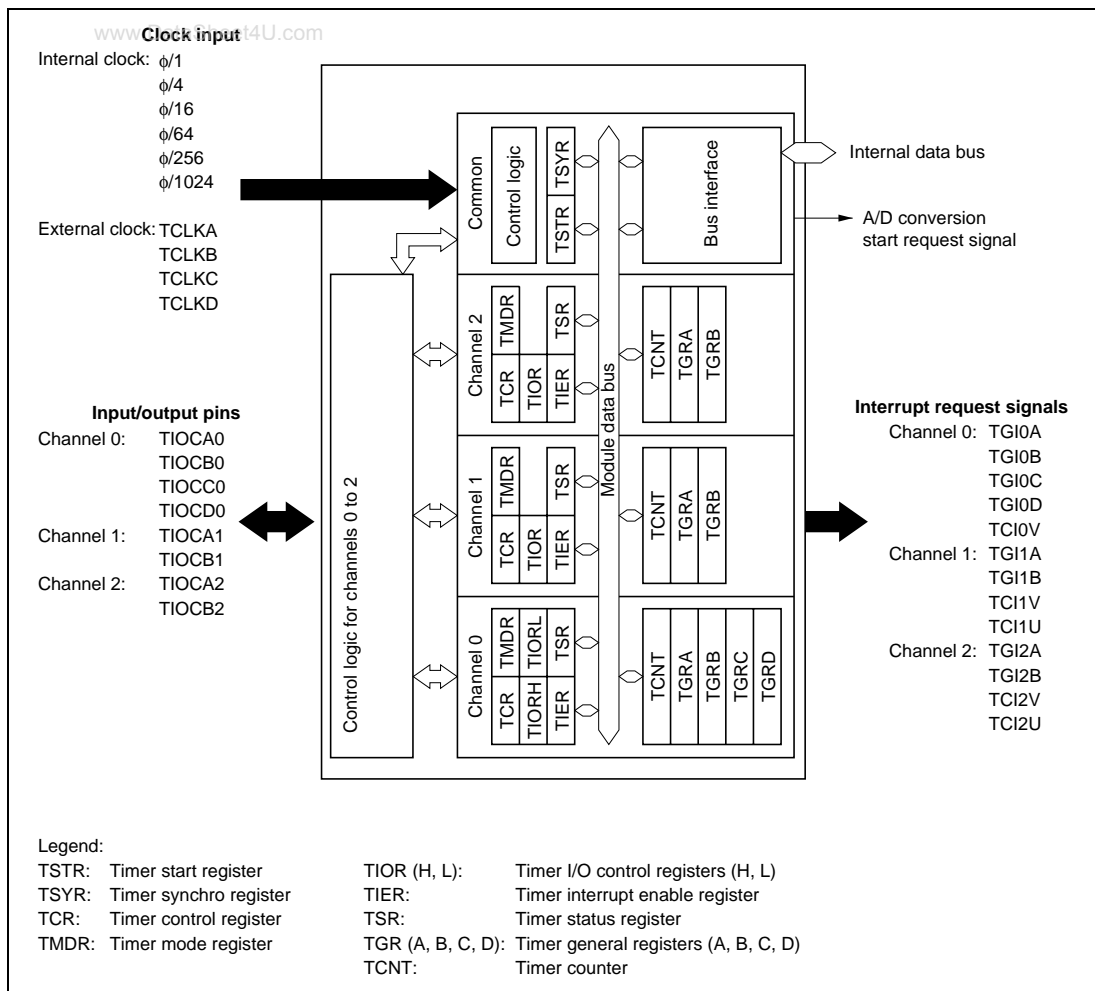 www.DataSheet4U.com
Clock input
Internal clock: ϕ/1
ϕ/4
ϕ/16
ϕ/64
ϕ/256
ϕ/1024
External clock: TCLKA
TCLKB
TCLKC
TCLKD
Input/output pins
Channel 0: TIOCA0
TIOCB0
TIOCC0
TIOCD0
Channel 1: TIOCA1
TIOCB1
Channel 2: TIOCA2
TIOCB2
Control logic for channels 0 to 2
Common
Control logic
TSTR TSYR
Bus interface
Channel 2
TCR TMDR
TIOR
TIER TSR
TCNT
TGRA
TGRB
Channel 1
TCR TMDR
TIOR
TIER TSR
TCNT
TGRA
TGRB
Channel 0
TCR TMDR
TIORH TIORL
TIER TSR
TCNT
TGRA
TGRB
TGRC
TGRD
Module data bus
Internal data bus
A/D conversion
start request signal
Interrupt request signals
Channel 0: TGI0A
TGI0B
TGI0C
TGI0D
TCI0V
Channel 1: TGI1A
TGI1B
TCI1V
TCI1U
Channel 2: TGI2A
TGI2B
TCI2V
TCI2U
Legend:
TSTR: Timer start register
TSYR: Timer synchro register
TCR: Timer control register
TMDR: Timer mode register
TIOR (H, L): Timer I/O control registers (H, L)
TIER: Timer interrupt enable register
TSR: Timer status register
TGR (A, B, C, D): Timer general registers (A, B, C, D)
TCNT: Timer counter